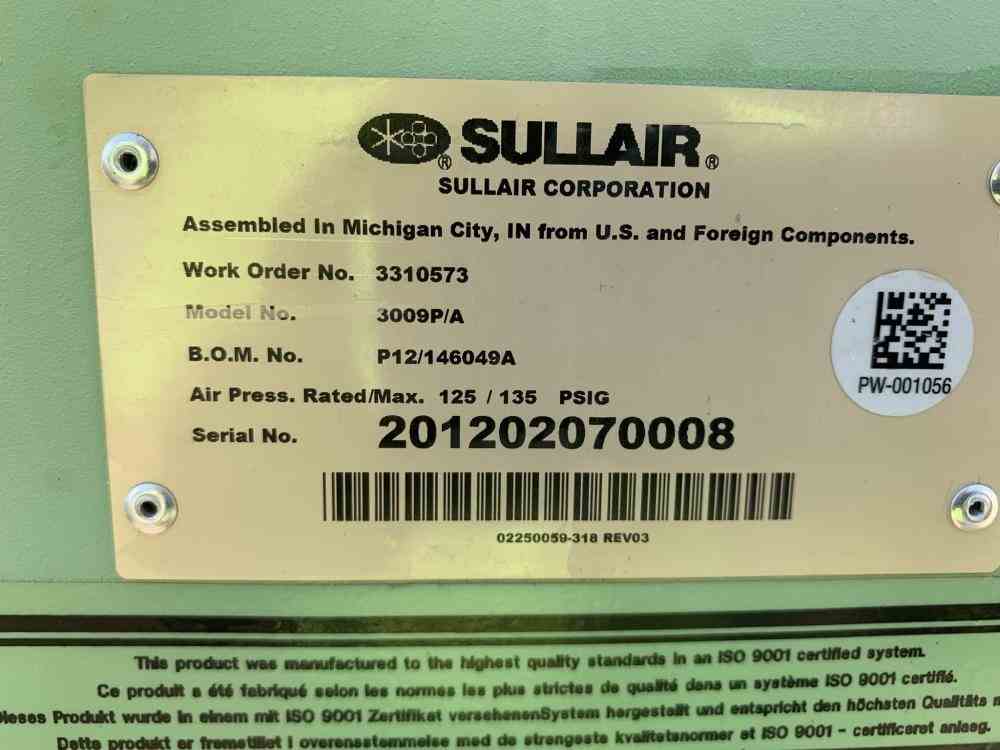 ® SULLAIR®
SULLAIR CORPORATION
Assembled In Michigan City, IN from U.S. and Foreign Components.
Work Order No. 3310573
Model No. 3009P/A
B.O.M. No. P12/146049A
Air Press. Rated/Max. 125 / 135 PSIG
Serial No. 201202070008
PW-001056
02250059-318 REV03
This product was manufactured to the highest quality standards in an ISO 9001 certified system.
Ce produit a été fabriqué selon les normes les plus strictes de qualité dans un système ISO 9001 certifié.
Dieses Produkt wurde in einem mit ISO 9001 Zertifikat versehenenSystem hergestellt und entspricht den höchsten Qualitäts
Dette produkt er fremstillet i overensstemmelse med de strengeste kvalitetsnormer et ISO 9001 - certificeret anlaeg.